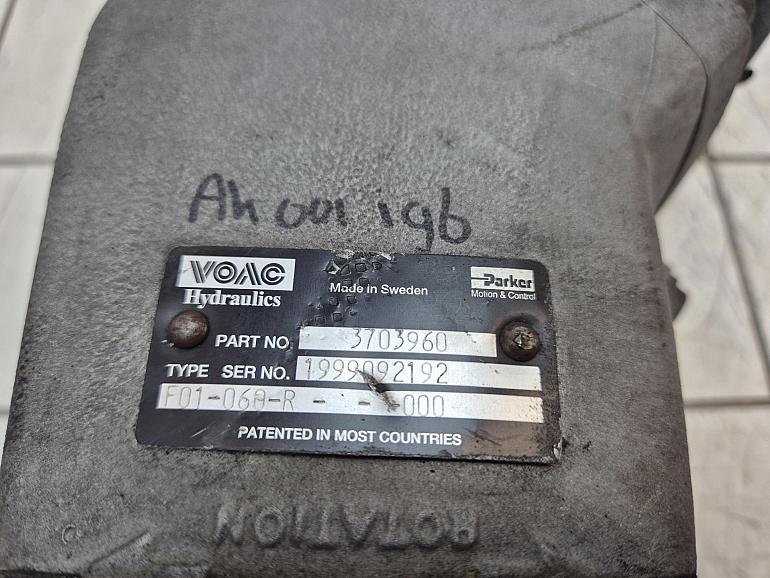 Ah 001 196
VOAC
Hydraulics
Made in Sweden
Parker
Motion & Control
PART NO. 3703960
TYPE SER NO. 1999092192
F01-06A-R - - -000
PATENTED IN MOST COUNTRIES
ROTATION